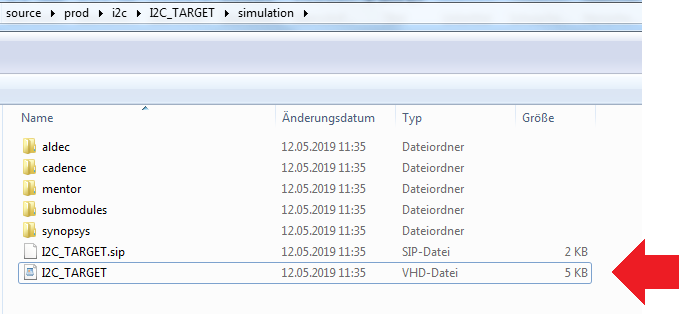 source prod i2c I2C_TARGET simulation
Name Änderungsdatum Typ Größe
aldec 12.05.2019 11:35 Dateiordner
cadence 12.05.2019 11:35 Dateiordner
mentor 12.05.2019 11:35 Dateiordner
submodules 12.05.2019 11:35 Dateiordner
synopsys 12.05.2019 11:35 Dateiordner
I2C_TARGET.sip 12.05.2019 11:35 SIP-Datei 2 KB
I2C_TARGET 12.05.2019 11:35 VHD-Datei 5 KB